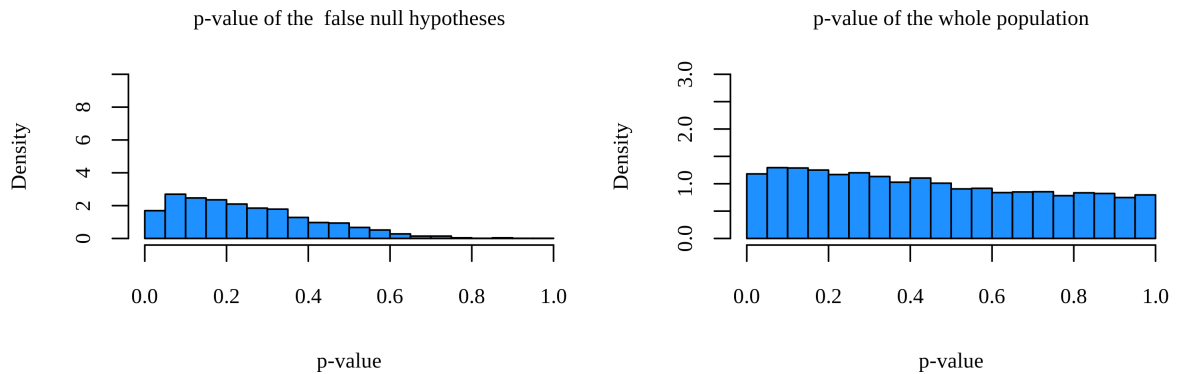 p-value of the  false null hypotheses
Density
8
6
4
2
0
0.0 0.2 0.4 0.6 0.8 1.0
p-value
p-value of the whole population
Density
3.0
2.0
1.0
0.0
0.0 0.2 0.4 0.6 0.8 1.0
p-value